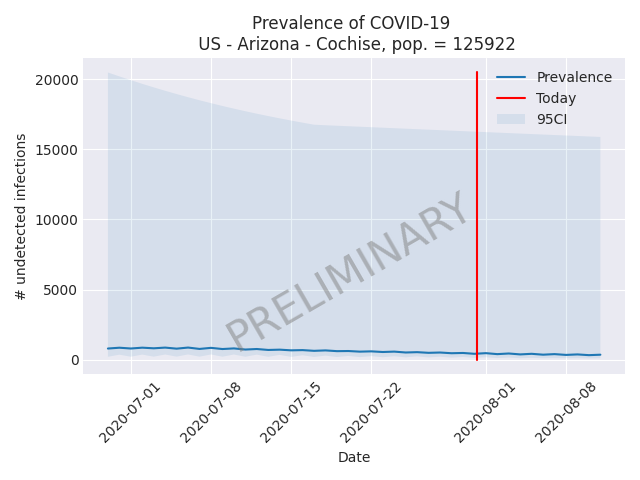 Prevalence of COVID-19
US - Arizona - Cochise, pop. = 125922
20000
15000
10000
5000
0
# undetected infections
Prevalence
Today
95CI
PRELIMINARY
2020-07-01
2020-07-08
2020-07-15
2020-07-22
2020-08-01
2020-08-08
Date